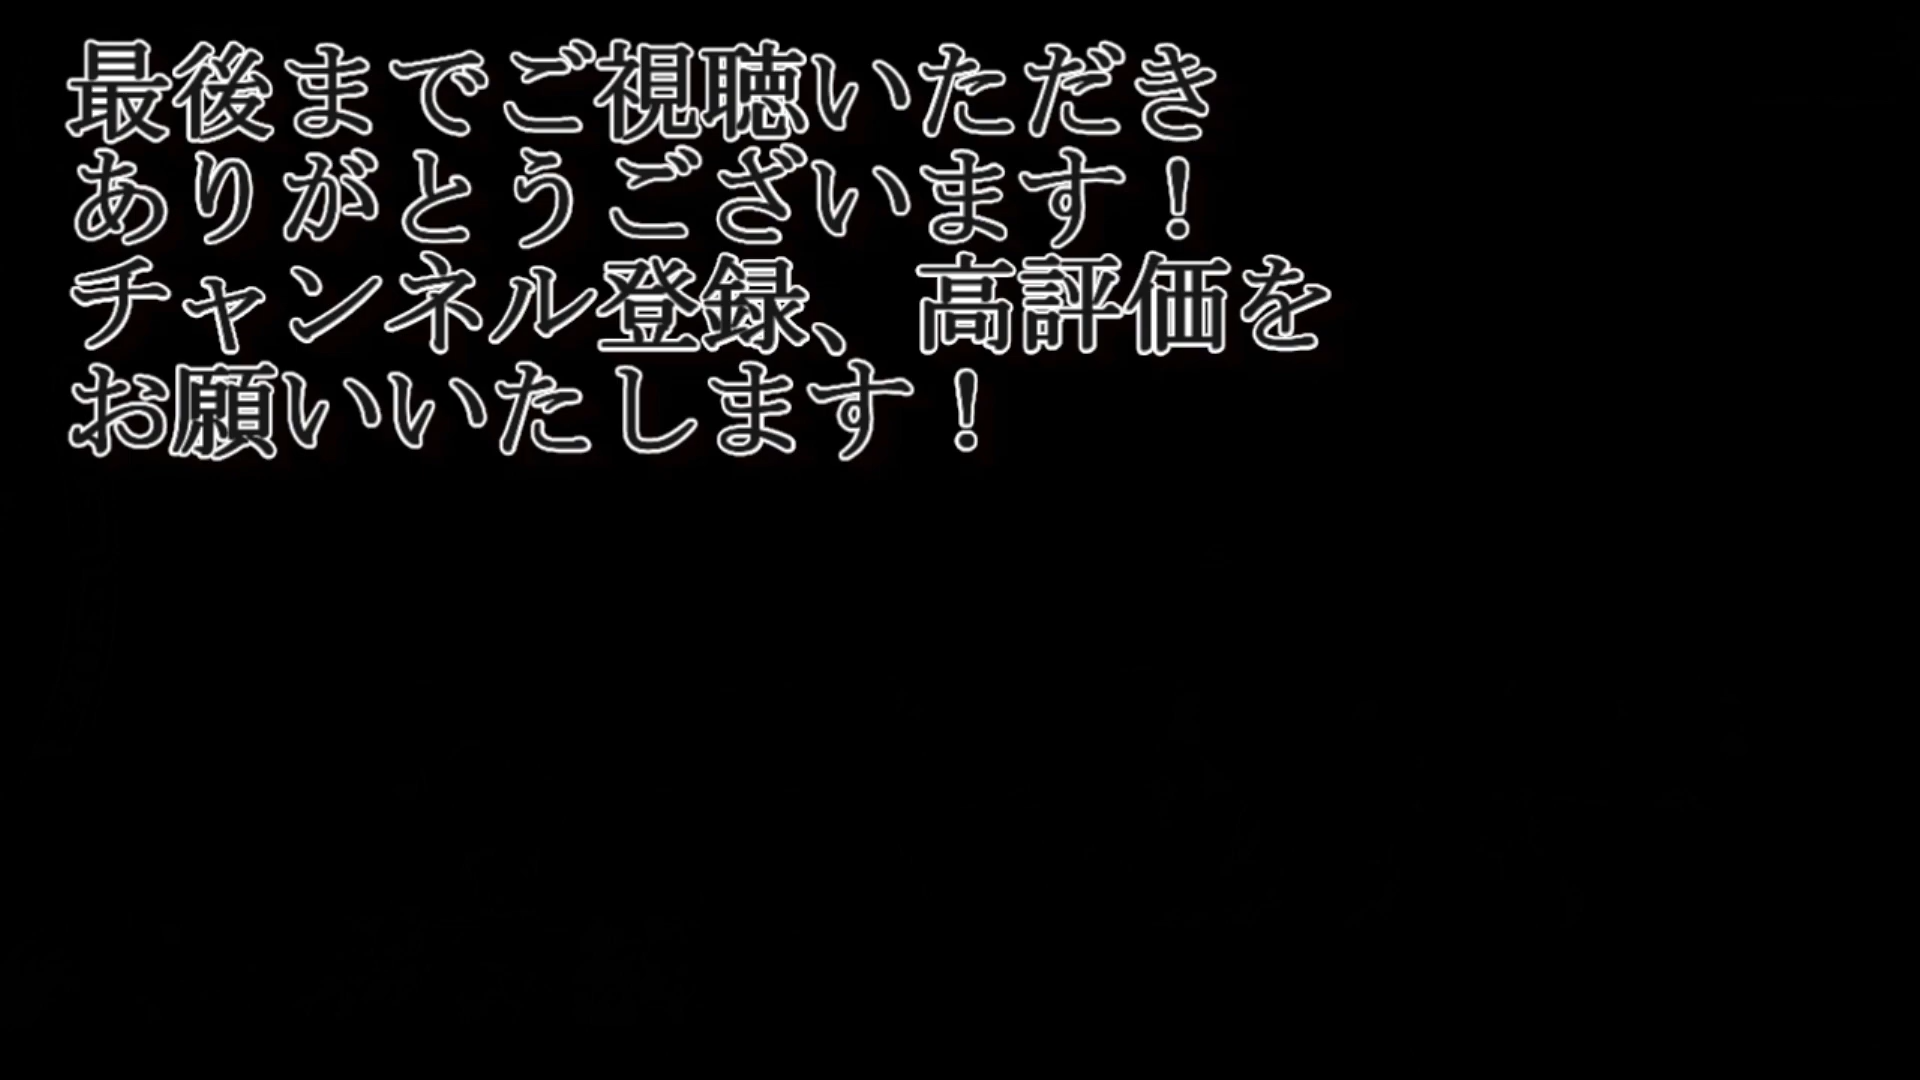 最後までご視聴いただき
ありがとうございます！
チャンネル登録、高評価を
お願いいたします！